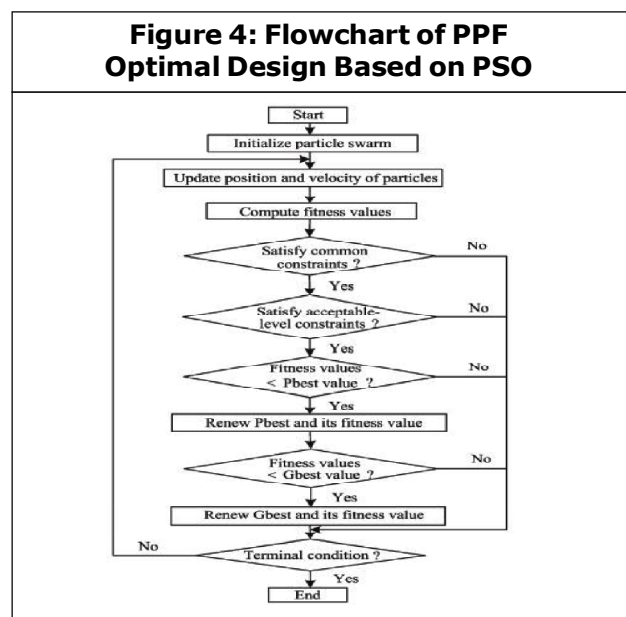 Figure 4: Flowchart of PPF
Optimal Design Based on PSO
Start
Initialize particle swarm
Update position and velocity of particles
Compute fitness values
Satisfy common
constraints ?
No
Yes
Satisfy acceptable-
level constraints ?
No
Yes
Fitness values
< Pbest value ?
No
Yes
Renew Pbest and its fitness value
Fitness values
< Gbest value ?
No
Yes
Renew Gbest and its fitness value
No
Terminal condition ?
Yes
End